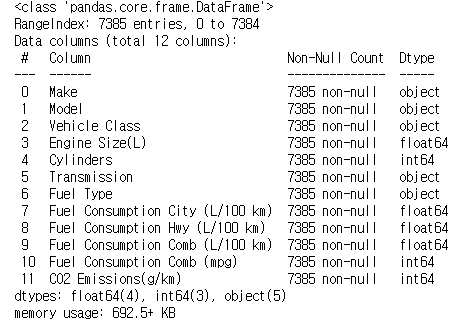 <class 'pandas.core.frame.DataFrame'>
RangeIndex: 7385 entries, 0 to 7384
Data columns (total 12 columns):
 #   Column                            Non-Null Count  Dtype
---  ------                            --------------  -----
 0   Make                              7385 non-null   object
 1   Model                             7385 non-null   object
 2   Vehicle Class                     7385 non-null   object
 3   Engine Size(L)                    7385 non-null   float64
 4   Cylinders                         7385 non-null   int64
 5   Transmission                      7385 non-null   object
 6   Fuel Type                         7385 non-null   object
 7   Fuel Consumption City (L/100 km)  7385 non-null   float64
 8   Fuel Consumption Hwy (L/100 km)   7385 non-null   float64
 9   Fuel Consumption Comb (L/100 km)  7385 non-null   float64
 10  Fuel Consumption Comb (mpg)       7385 non-null   int64
 11  CO2 Emissions(g/km)               7385 non-null   int64
dtypes: float64(4), int64(3), object(5)
memory usage: 692.5+ KB